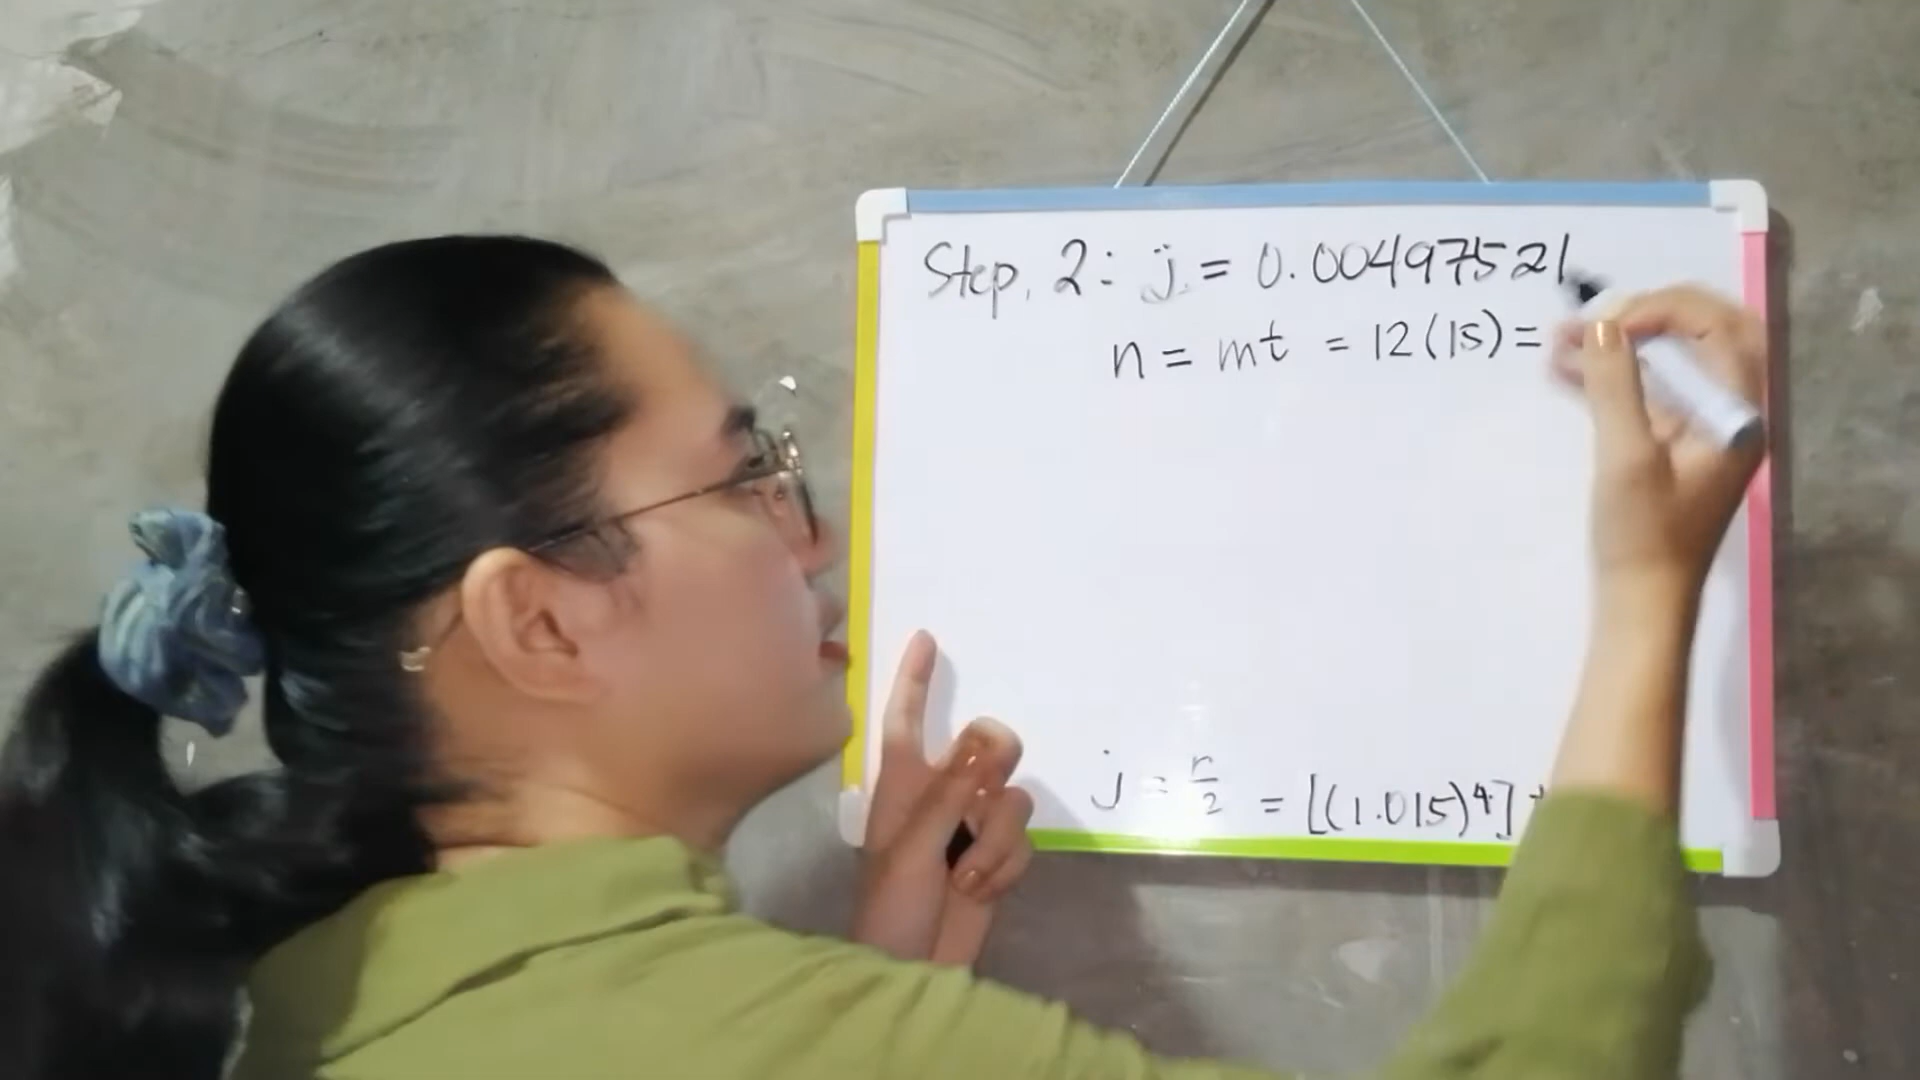 Step. 2: j = 0.00497521
n = mt = 12(15) =
j = r/2 = [(1.015)^4]